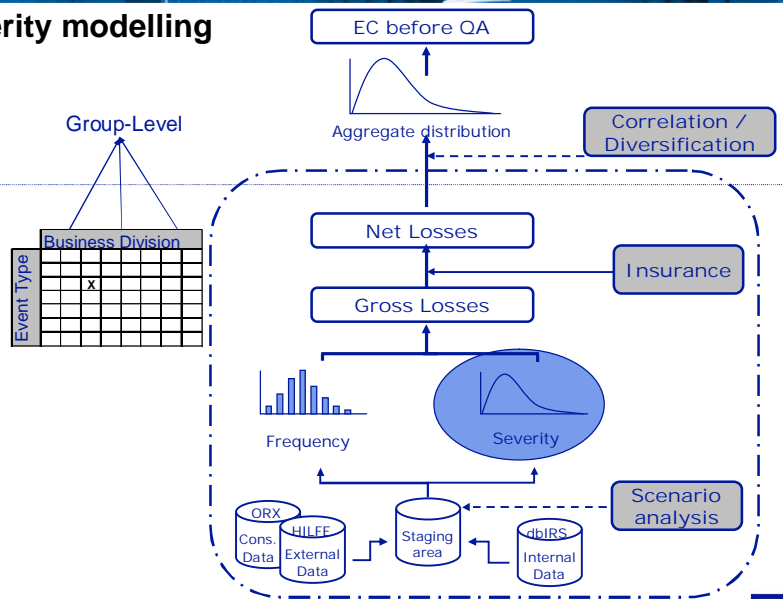 erity modelling
EC before QA
Aggregate distribution
Group-Level
Correlation /
Diversification
Business Division
Event Type
X
Net Losses
Insurance
Gross Losses
Frequency
Severity
Scenario
analysis
ORX
Cons.
Data
HILFE
External
Data
Staging
area
dbIRS
Internal
Data